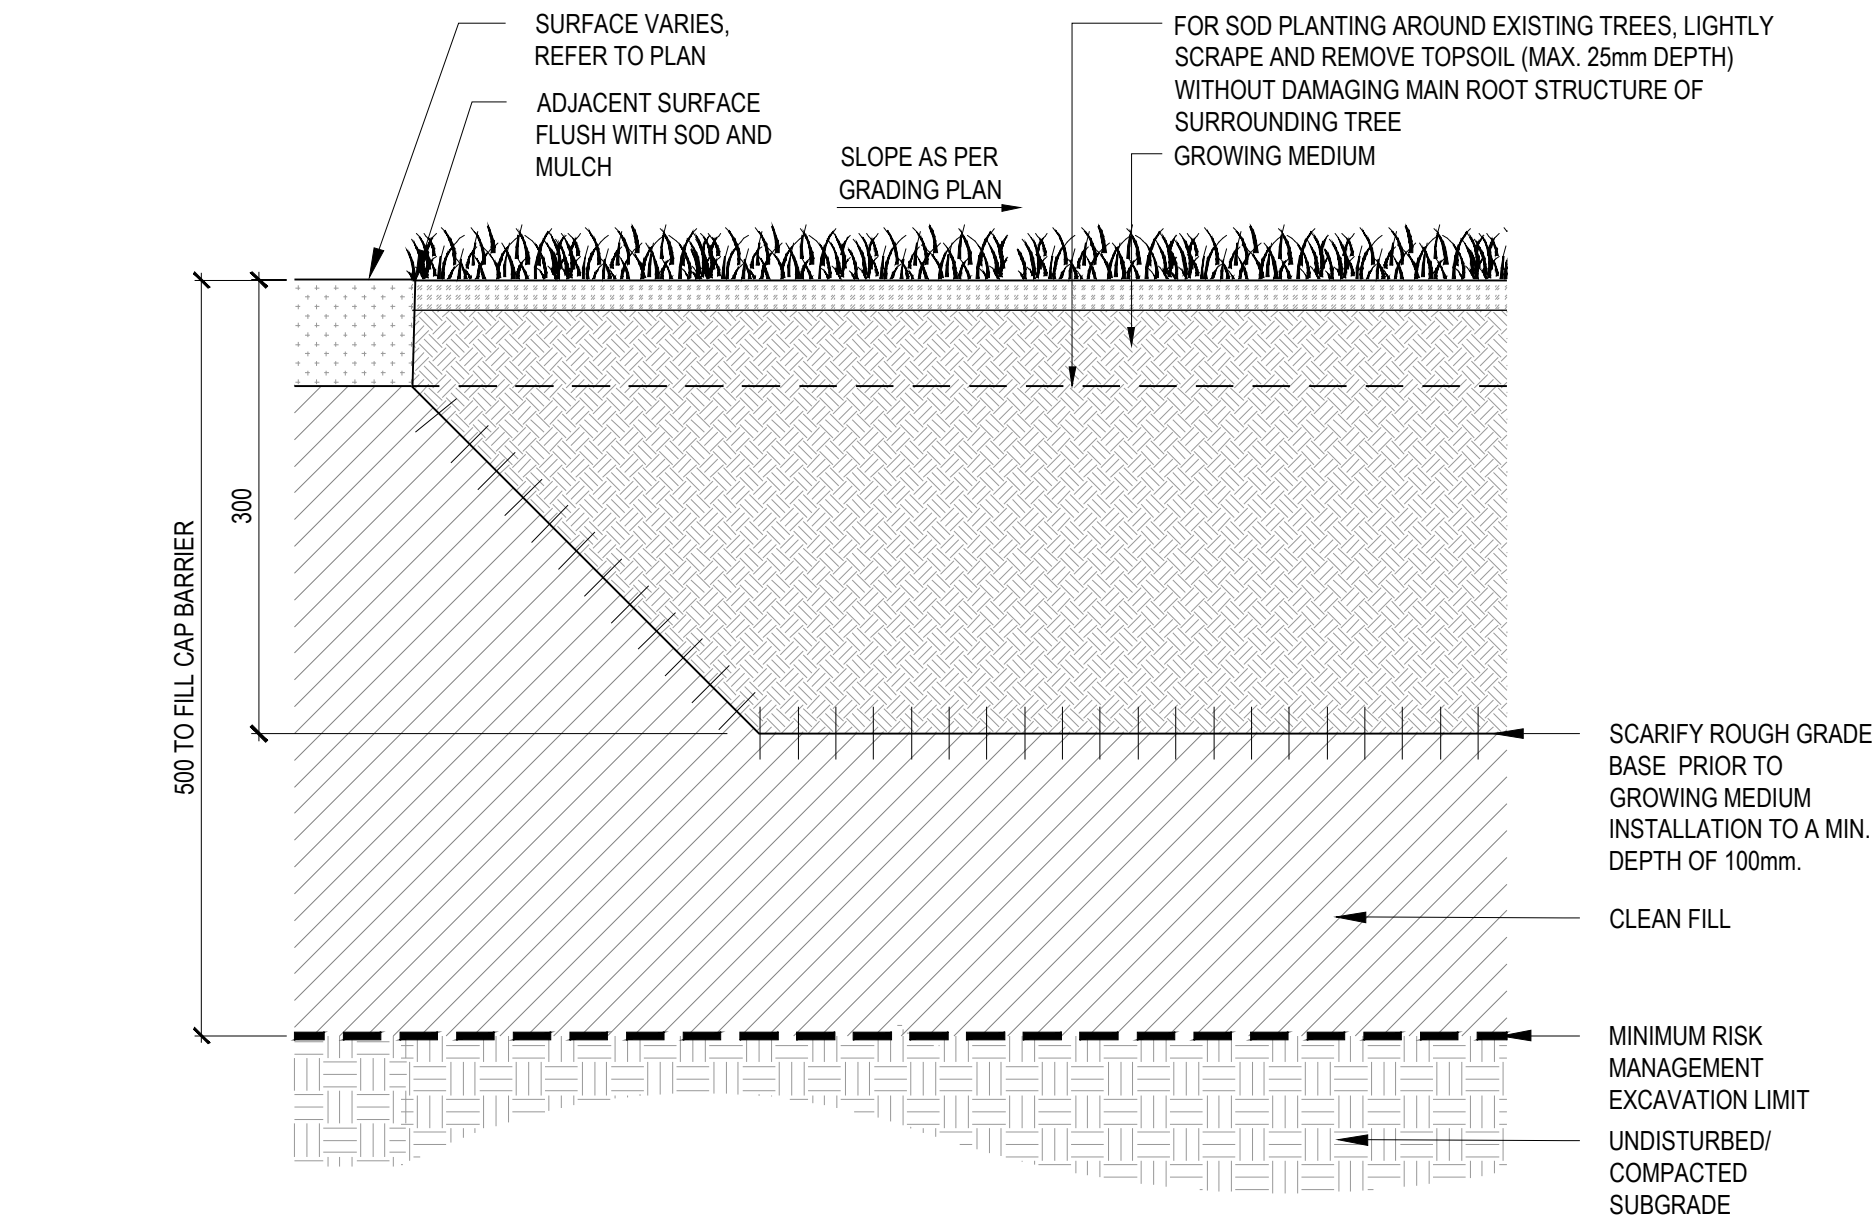 SURFACE VARIES,
REFER TO PLAN
ADJACENT SURFACE
FLUSH WITH SOD AND
MULCH
SLOPE AS PER
GRADING PLAN
FOR SOD PLANTING AROUND EXISTING TREES, LIGHTLY
SCRAPE AND REMOVE TOPSOIL (MAX. 25mm DEPTH)
WITHOUT DAMAGING MAIN ROOT STRUCTURE OF
SURROUNDING TREE
GROWING MEDIUM
500 TO FILL CAP BARRIER
300
SCARIFY ROUGH GRADE
BASE PRIOR TO
GROWING MEDIUM
INSTALLATION TO A MIN.
DEPTH OF 100mm.
CLEAN FILL
MINIMUM RISK
MANAGEMENT
EXCAVATION LIMIT
UNDISTURBED/
COMPACTED
SUBGRADE